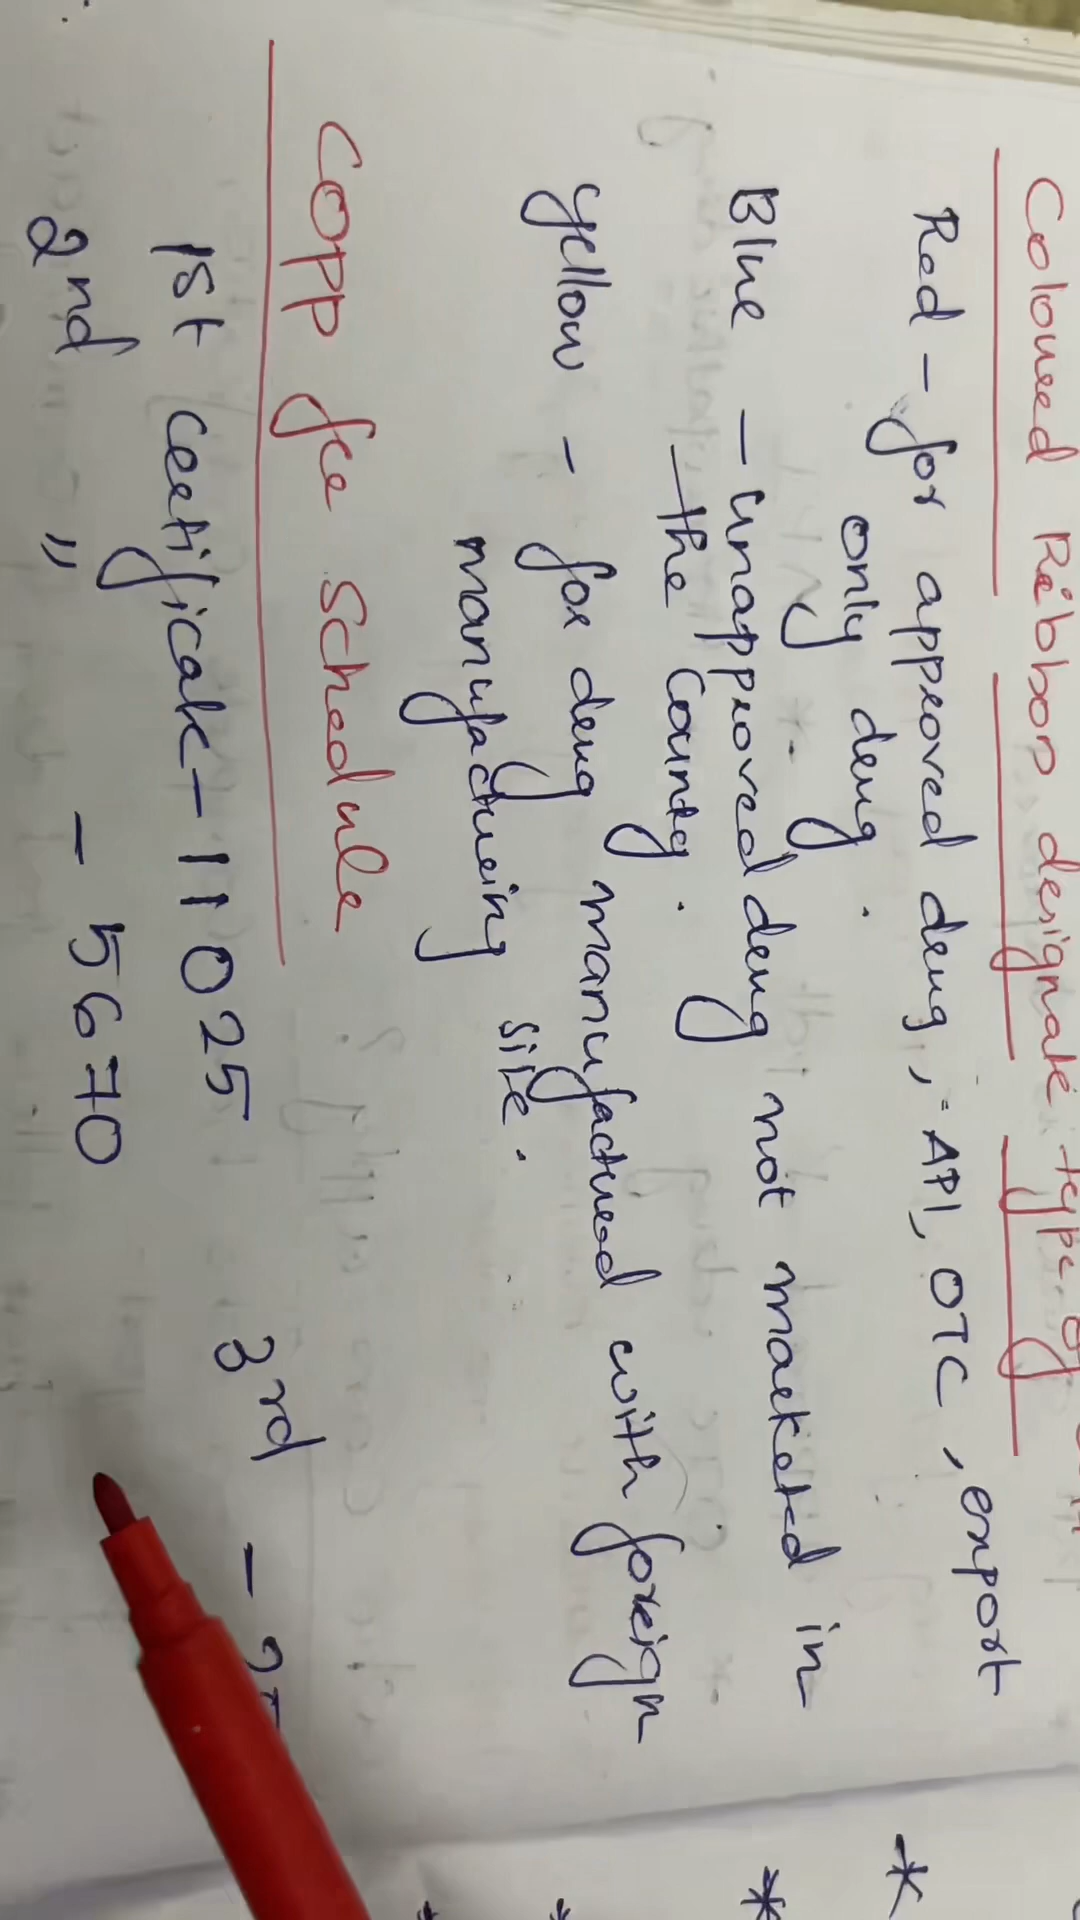 Coloured Ribbon designate type of
Red - for approved drug, API, OTC, export
only drug.
Blue - unapproved drug not marketed in
the country.
yellow - for drug manufactured with foreign
manufacturing site.
COPP fee schedule
1st certificate - 11025
3rd -
2nd " - 5670